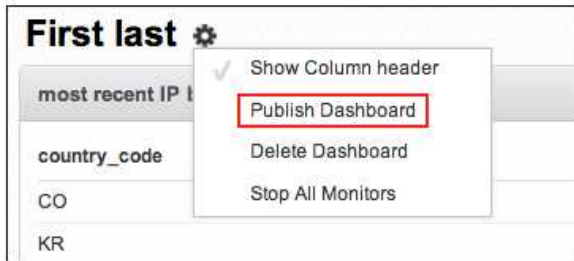 First last
Show Column header
most recent IP
Publish Dashboard
country_code
Delete Dashboard
CO
Stop All Monitors
KR